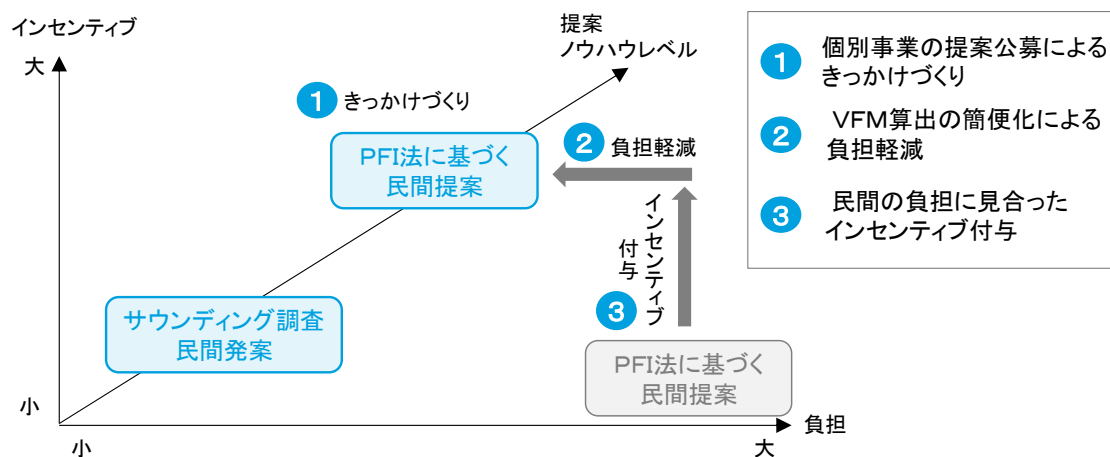 インセンティブ
大
提案
ノウハウレベル
1 きっかけづくり
PFI法に基づく
民間提案
2 負担軽減
インセンティブ
付与
3
サウンディング調査
民間発案
PFI法に基づく
民間提案
小
小
大
負担
1 個別事業の提案公募による
きっかけづくり
2 VFM算出の簡便化による
負担軽減
3 民間の負担に見合った
インセンティブ付与